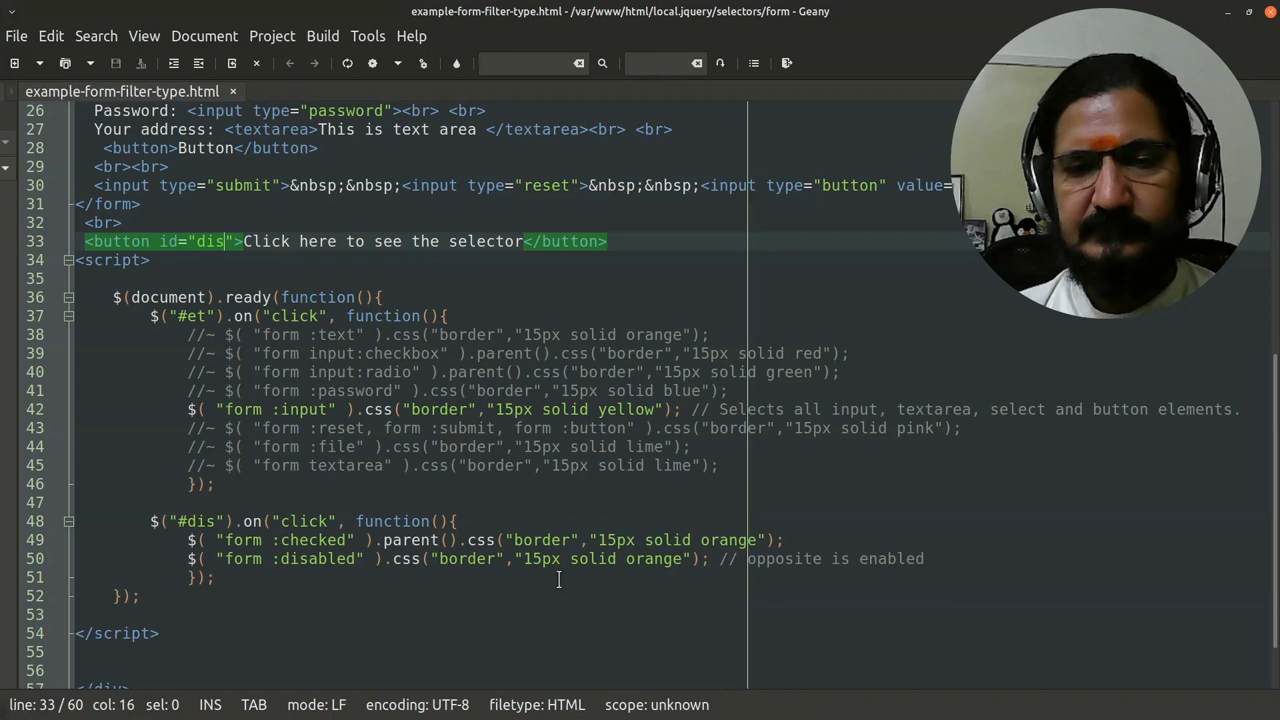 example-form-filter-type.html - /var/www/html/local.jquery/selectors/form - Geany
File Edit Search View Document Project Build Tools Help
example-form-filter-type.html ×
26 Password: <input type="password"><br> <br>
27 Your address: <textarea>This is text area </textarea><br> <br>
28 <button>Button</button>
29 <br><br>
30 <input type="submit">&nbsp;&nbsp;<input type="reset">&nbsp;&nbsp;<input type="button" value=
31 </form>
32 <br>
33 <button id="dis">Click here to see the selector</button>
34 <script>
35
36 $(document).ready(function(){
37 $("#et").on("click", function(){
38 //~ $( "form :text" ).css("border","15px solid orange");
39 //~ $( "form input:checkbox" ).parent().css("border","15px solid red");
40 //~ $( "form input:radio" ).parent().css("border","15px solid green");
41 //~ $( "form :password" ).css("border","15px solid blue");
42 $( "form :input" ).css("border","15px solid yellow"); // Selects all input, textarea, select and button elements.
43 //~ $( "form :reset, form :submit, form :button" ).css("border","15px solid pink");
44 //~ $( "form :file" ).css("border","15px solid lime");
45 //~ $( "form textarea" ).css("border","15px solid lime");
46 });
47
48 $("#dis").on("click", function(){
49 $( "form :checked" ).parent().css("border","15px solid orange");
50 $( "form :disabled" ).css("border","15px solid orange"); // opposite is enabled
51 });
52 });
53
54 </script>
55
56
57 </div>
line: 33 / 60 col: 16 sel: 0 INS TAB mode: LF encoding: UTF-8 filetype: HTML scope: unknown